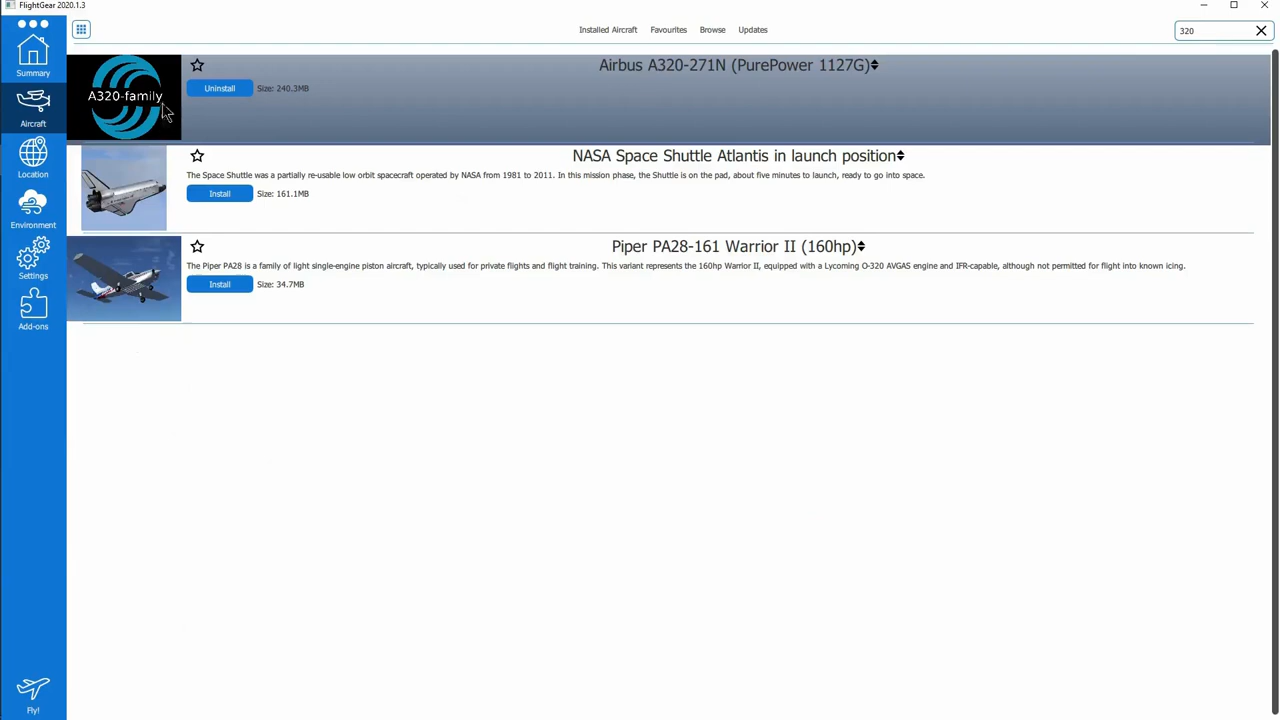 FlightGear 2020.1.3
Installed Aircraft
Favourites
Browse
Updates
320
Summary
Aircraft
Location
Environment
Settings
Add-ons
Fly!
A320-family
Airbus A320-271N (PurePower 1127G)
Uninstall
Size: 240.3MB
NASA Space Shuttle Atlantis in launch position
The Space Shuttle was a partially re-usable low orbit spacecraft operated by NASA from 1981 to 2011. In this mission phase, the Shuttle is on the pad, about five minutes to launch, ready to go into space.
Install
Size: 161.1MB
Piper PA28-161 Warrior II (160hp)
The Piper PA28 is a family of light single-engine piston aircraft, typically used for private flights and flight training. This variant represents the 160hp Warrior II, equipped with a Lycoming O-320 AVGAS engine and IFR-capable, although not permitted for flight into known icing.
Install
Size: 34.7MB